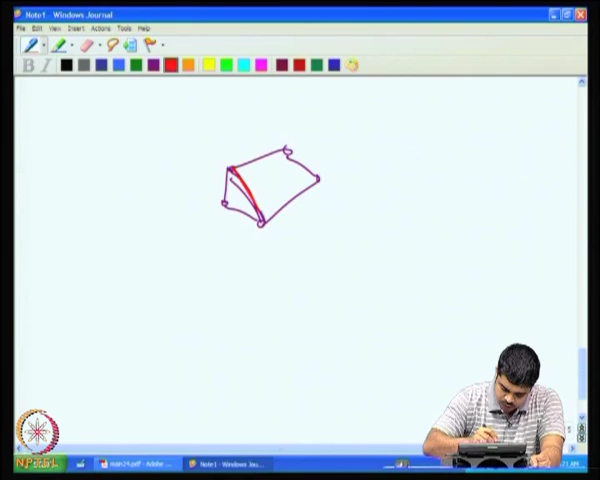 Note1 - Windows Journal
File Edit View Insert Actions Tools Help
B I
NPTEL
main24.pdf - Adobe ...
Note1 - Windows Jou...